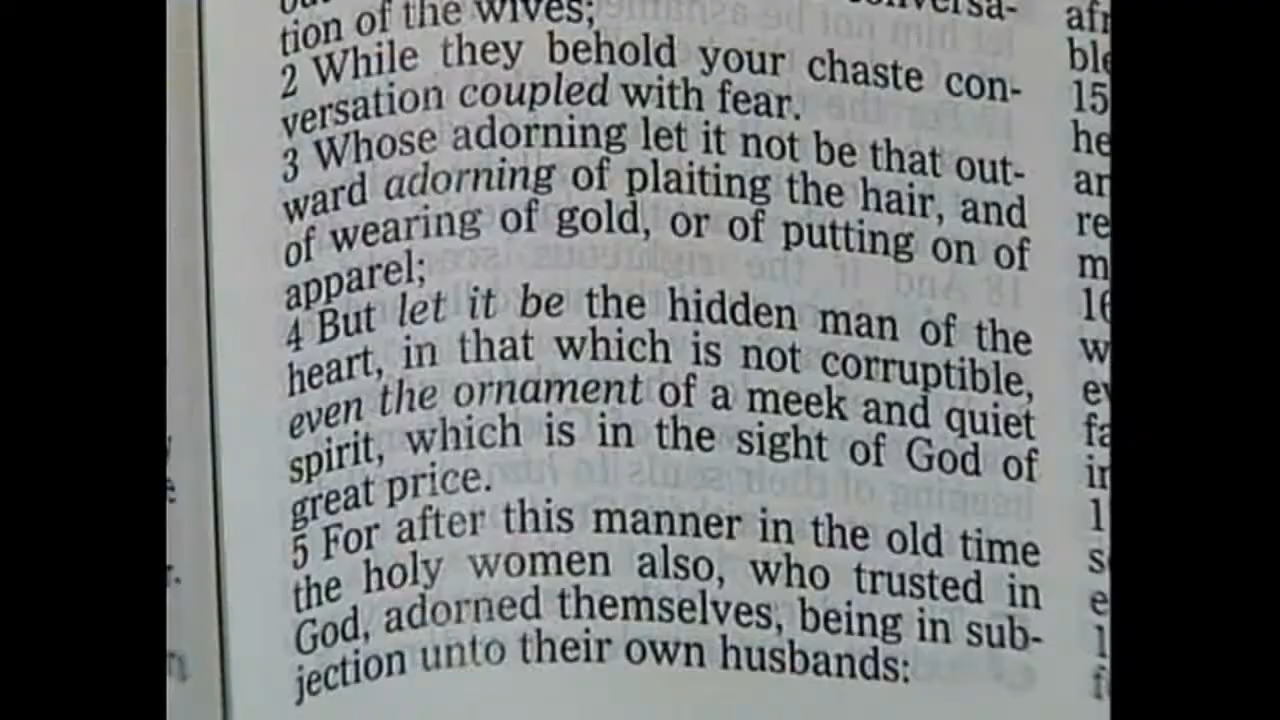 conversa-
tion of the wives;
2 While they behold your chaste con-
versation coupled with fear.
3 Whose adorning let it not be that out-
ward adorning of plaiting the hair, and
of wearing of gold, or of putting on of
apparel;
4 But let it be the hidden man of the
heart, in that which is not corruptible,
even the ornament of a meek and quiet
spirit, which is in the sight of God of
great price.
5 For after this manner in the old time
the holy women also, who trusted in
God, adorned themselves, being in sub-
jection unto their own husbands:
15
he
re
16